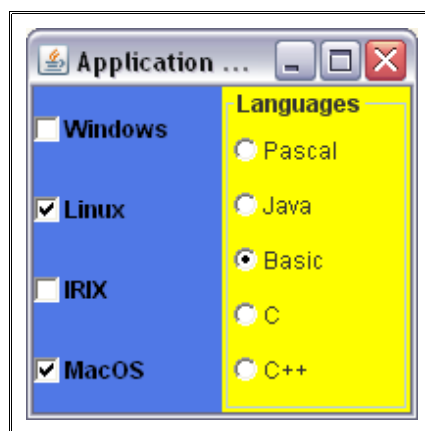 Application ...
Windows
Linux
IRIX
MacOS
Languages
Pascal
Java
Basic
C
C++